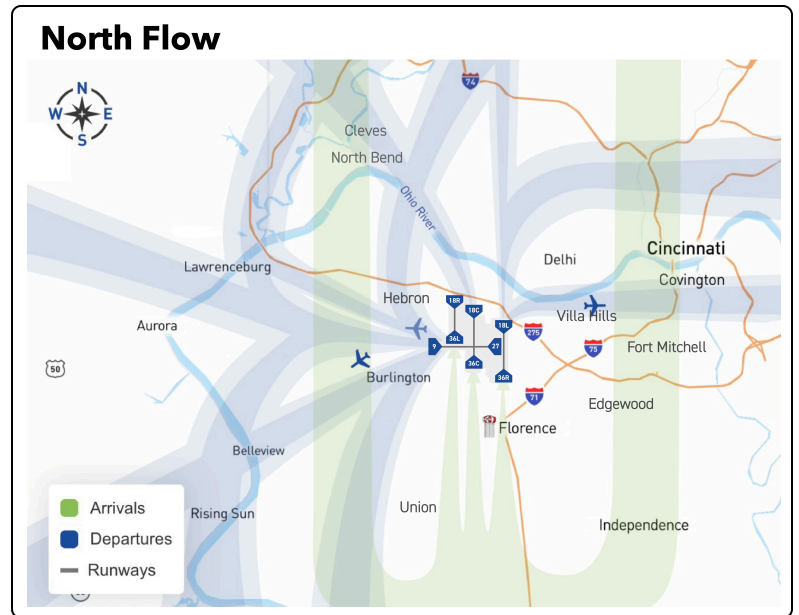 North Flow
N
W E
S
74
Cleves
North Bend
Ohio River
Cincinnati
Delhi
Lawrenceburg
Covington
Hebron
18R
18C
Villa Hills
Aurora
18L
275
36L
9
27
75
Fort Mitchell
50
36C
Burlington
36R
71
Edgewood
Florence
Belleview
Arrivals
Union
Rising Sun
Independence
Departures
Runways